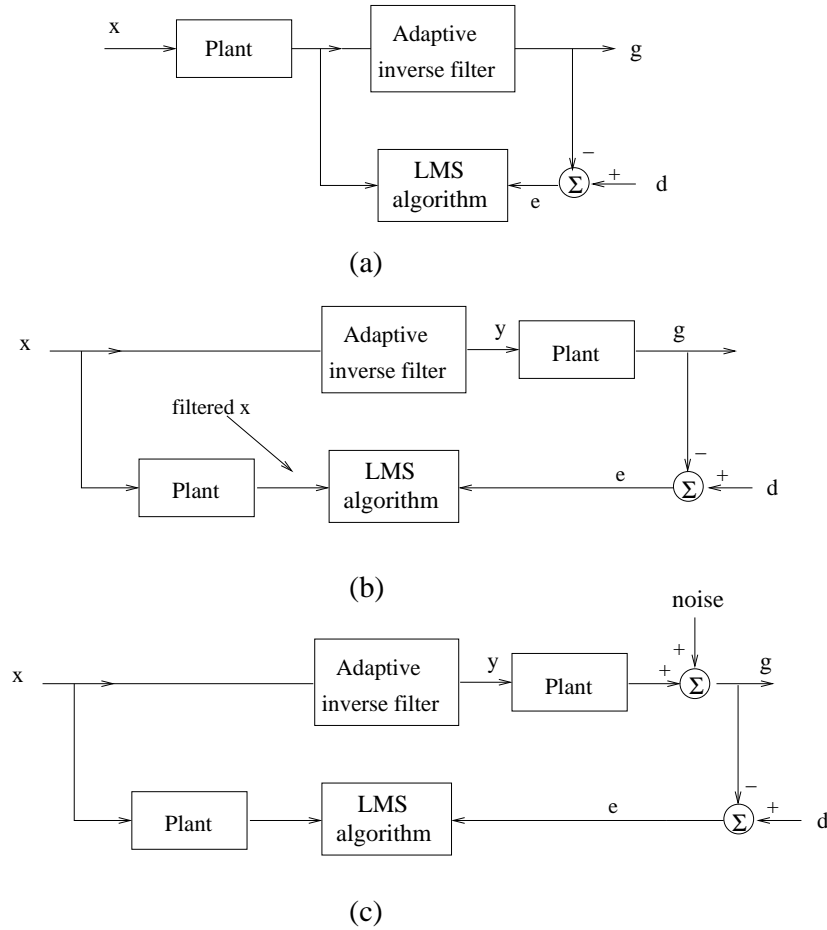 x
Plant
Adaptive
inverse filter
g
LMS
algorithm
−
+
Σ
e
d
(a)
x
Adaptive
inverse filter
y
Plant
g
filtered x
Plant
LMS
algorithm
e
−
+
Σ
d
(b)
noise
x
Adaptive
inverse filter
y
Plant
+
+
Σ
g
Plant
LMS
algorithm
e
−
+
Σ
d
(c)